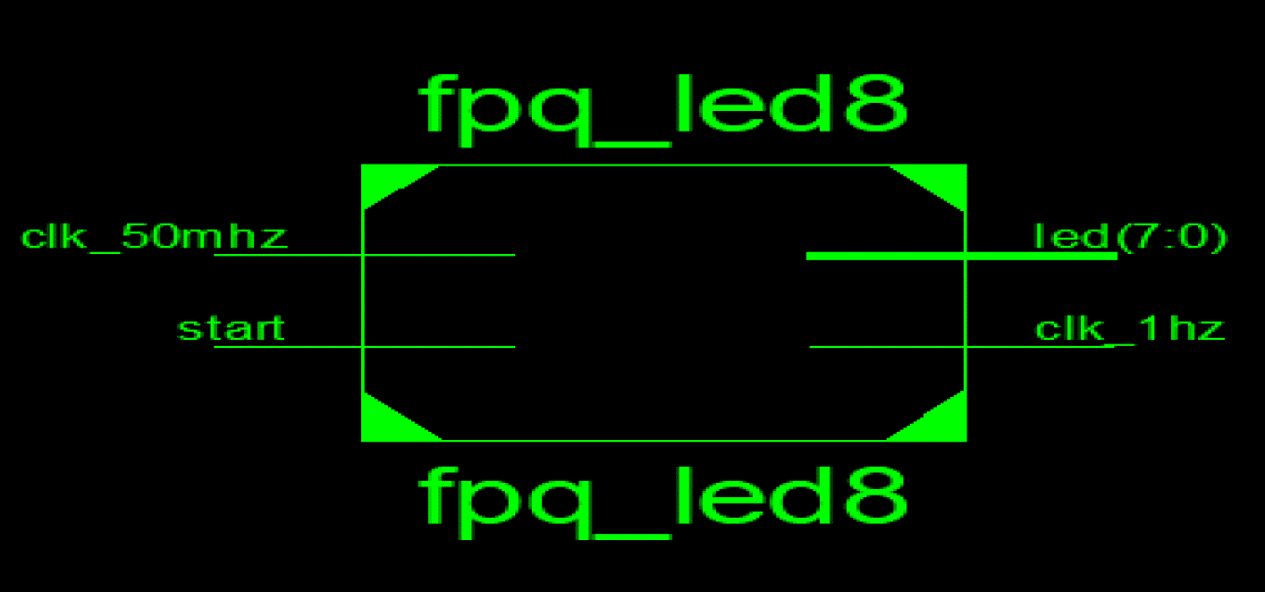 fpq_led8
clk_50mhz
led(7:0)
start
clk_1hz
fpq_led8